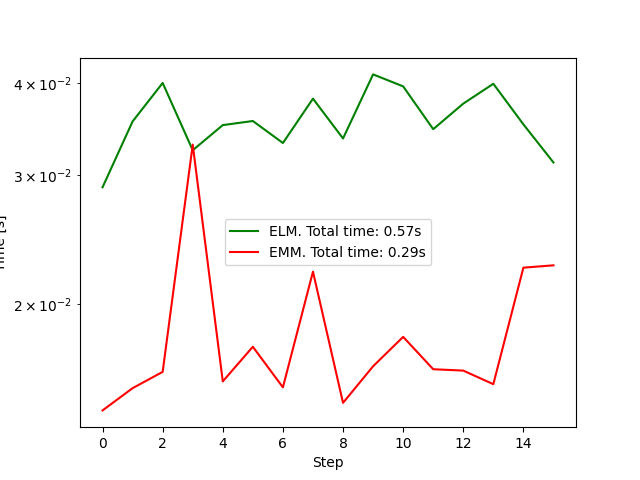 4 × 10⁻²
3 × 10⁻²
2 × 10⁻²
ELM. Total time: 0.57s
EMM. Total time: 0.29s
0 2 4 6 8 10 12 14
Step